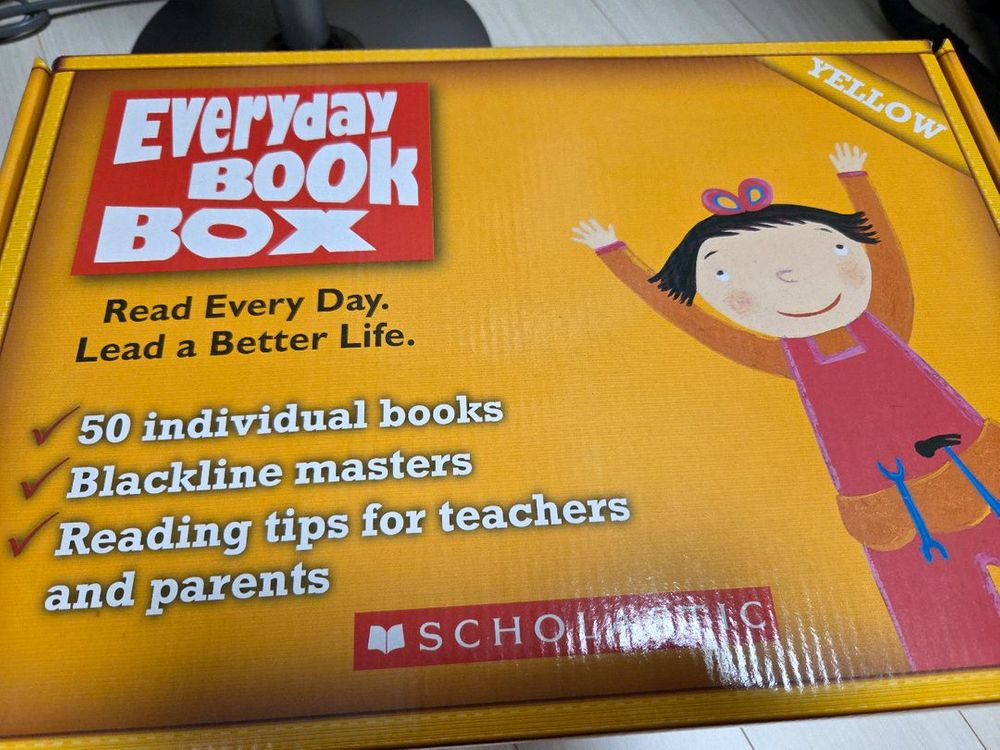 YELLOW
Everyday
BOOK
BOX
Read Every Day.
Lead a Better Life.
50 individual books
Blackline masters
Reading tips for teachers
and parents
SCHOLASTIC